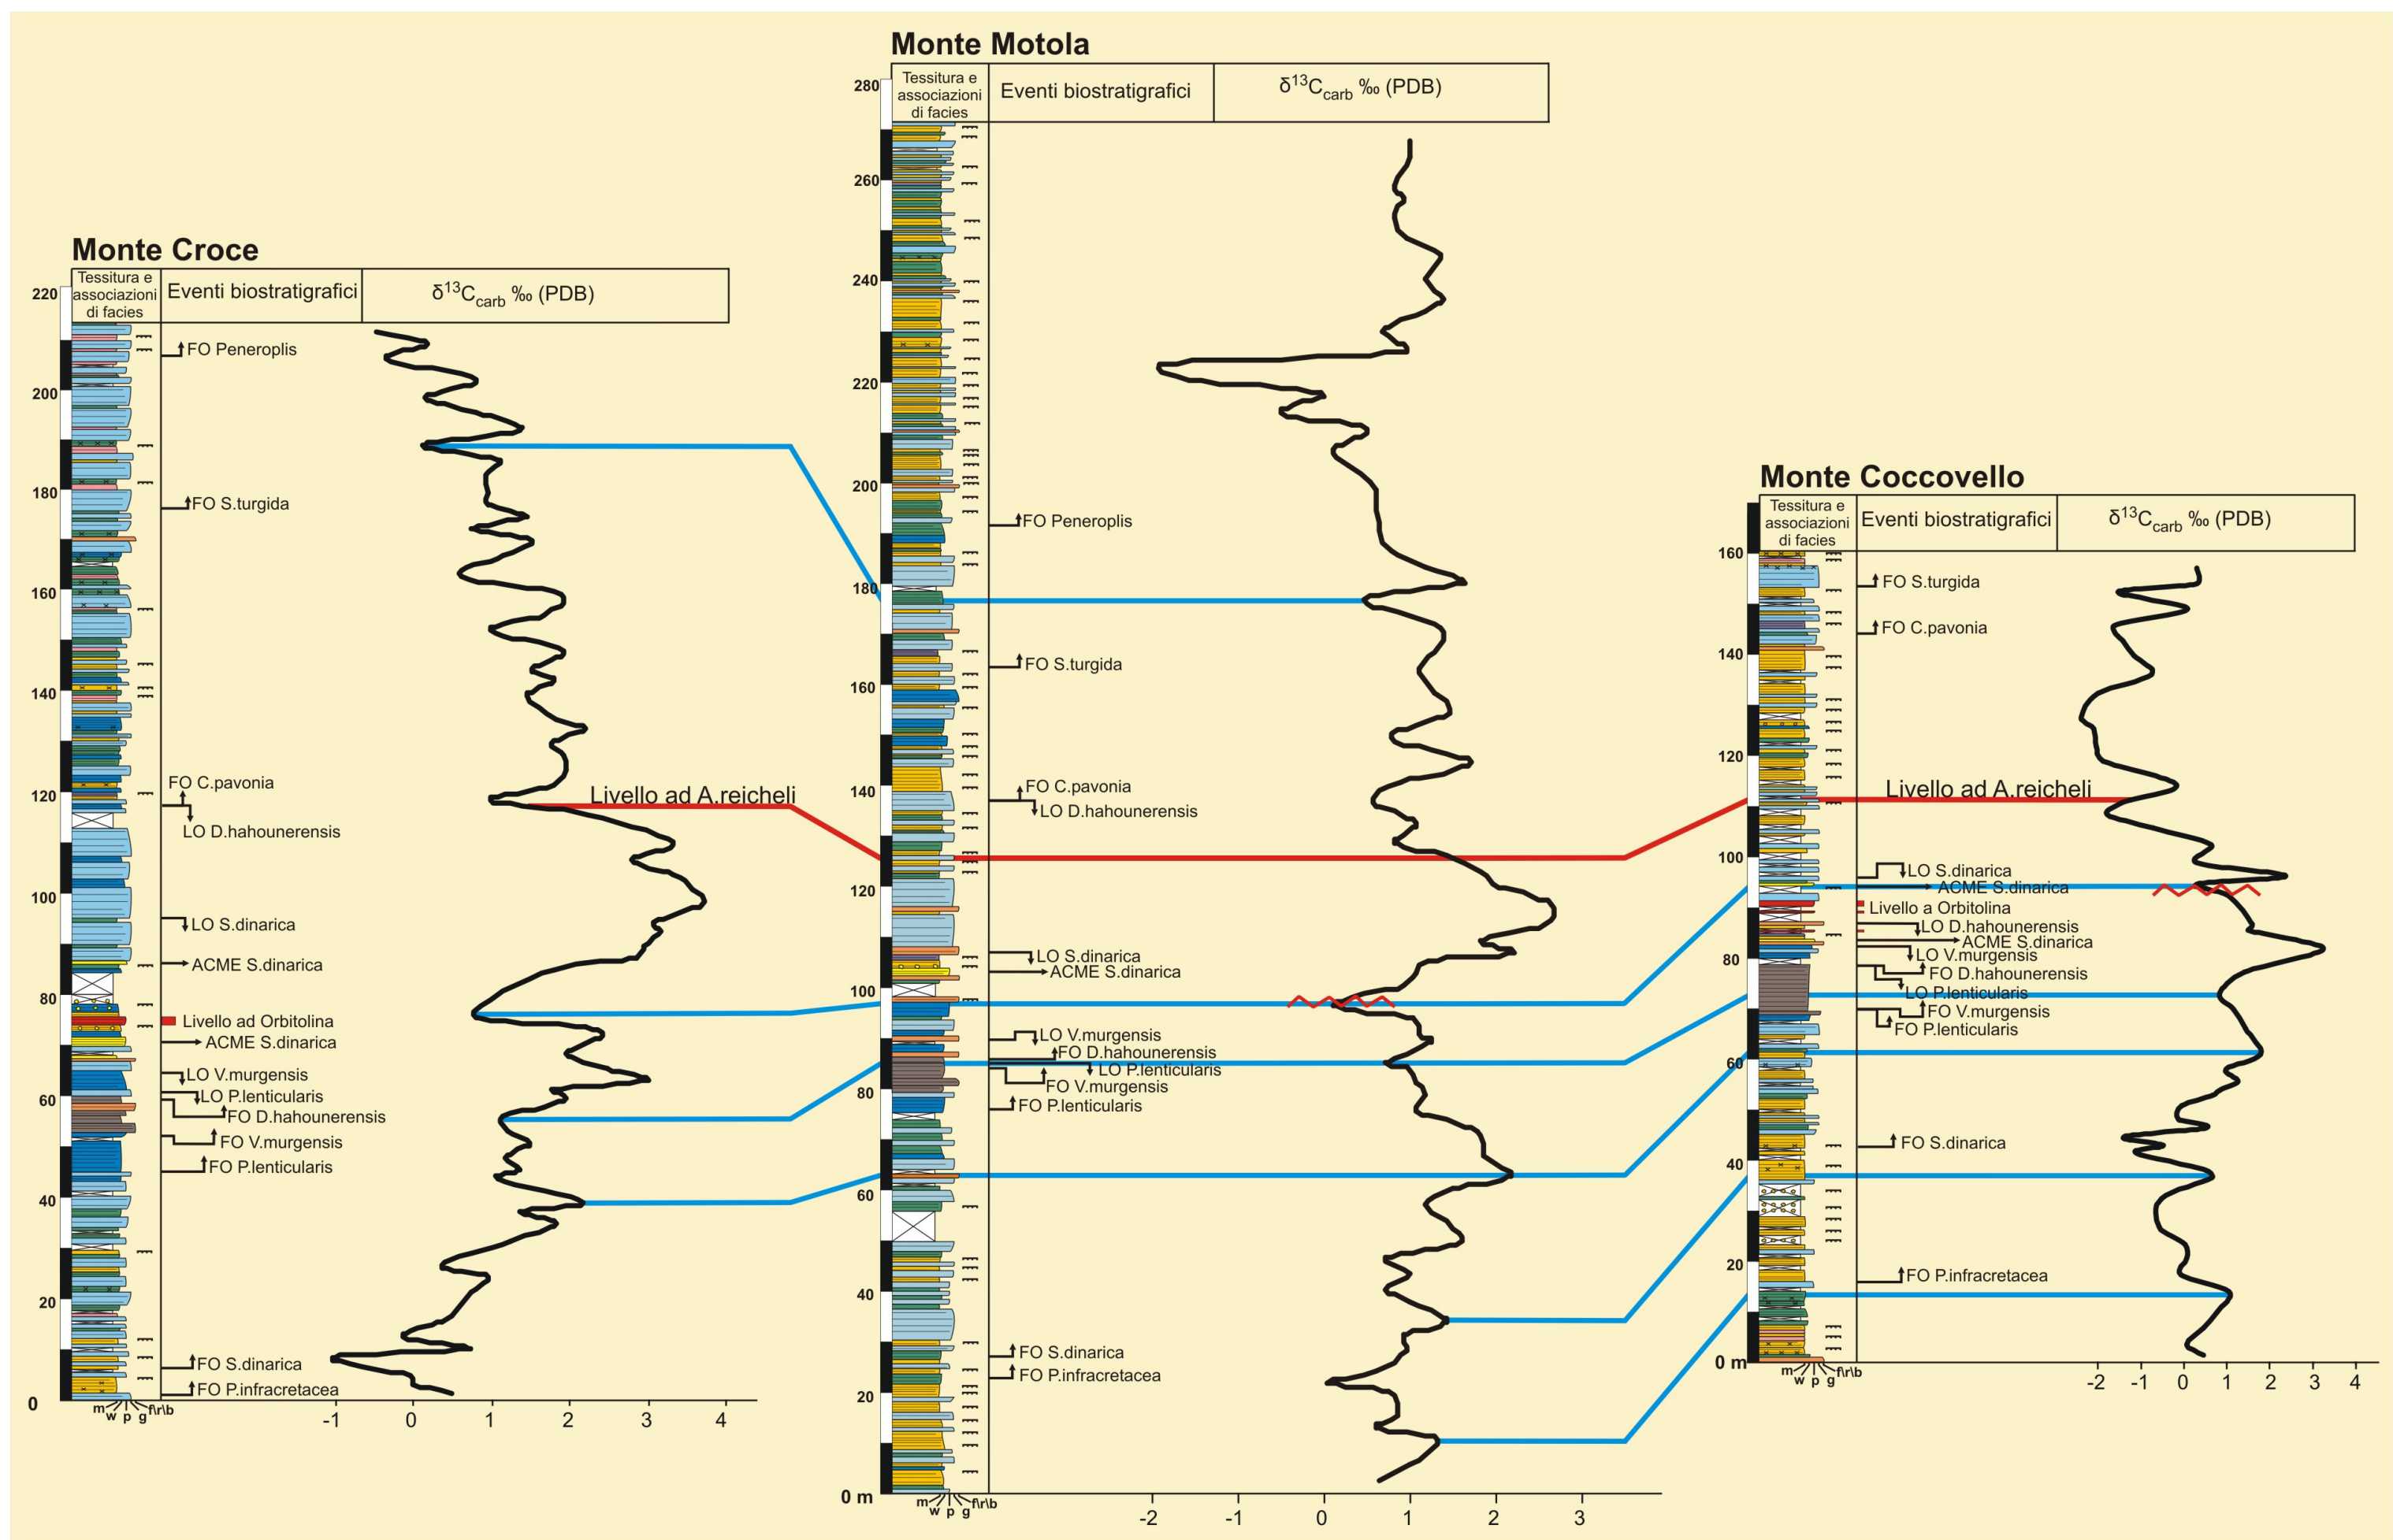 Monte Croce
Tessitura e
associazioni
di facies
Eventi biostratigrafici
δ13Ccarb ‰ (PDB)
220
200
180
160
140
120
100
80
60
40
20
0
FO Peneroplis
FO S.turgida
FO C.pavonia
LO D.hahounerensis
LO S.dinarica
ACME S.dinarica
Livello ad Orbitolina
ACME S.dinarica
LO V.murgensis
LO P.lenticularis
FO D.hahounerensis
FO V.murgensis
FO P.lenticularis
FO S.dinarica
FO P.infracretacea
Livello ad A.reicheli
m w p g f\r\b
-1 0 1 2 3 4
Monte Motola
Tessitura e
associazioni
di facies
Eventi biostratigrafici
δ13Ccarb ‰ (PDB)
280
260
240
220
200
180
160
140
120
100
80
60
40
20
0 m
FO Peneroplis
FO S.turgida
FO C.pavonia
LO D.hahounerensis
LO S.dinarica
ACME S.dinarica
LO V.murgensis
FO D.hahounerensis
LO P.lenticularis
FO V.murgensis
FO P.lenticularis
FO S.dinarica
FO P.infracretacea
m w p g f\r\b
-2 -1 0 1 2 3
Monte Coccovello
Tessitura e
associazioni
di facies
Eventi biostratigrafici
δ13Ccarb ‰ (PDB)
160
140
120
100
80
60
40
20
0 m
FO S.turgida
FO C.pavonia
Livello ad A.reicheli
LO S.dinarica
ACME S.dinarica
Livello a Orbitolina
LO D.hahounerensis
ACME S.dinarica
LO V.murgensis
FO D.hahounerensis
LO P.lenticularis
FO V.murgensis
FO P.lenticularis
FO S.dinarica
FO P.infracretacea
m w p g f\r\b
-2 -1 0 1 2 3 4